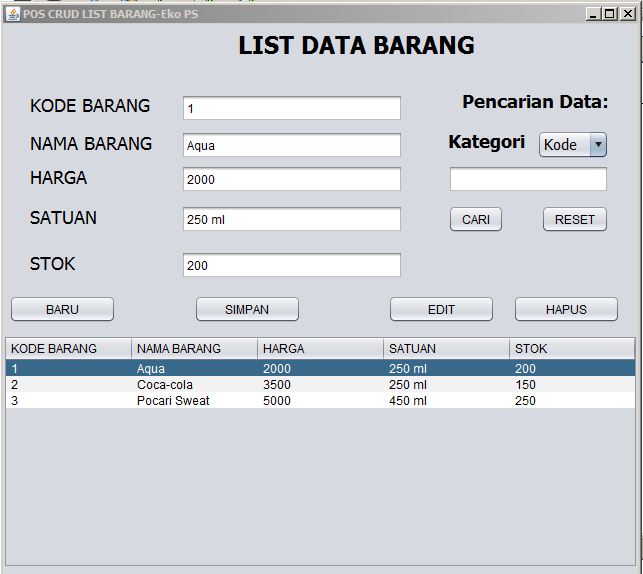 POS CRUD LIST BARANG-Eko PS
LIST DATA BARANG
KODE BARANG 1 Pencarian Data:
NAMA BARANG Aqua Kategori Kode
HARGA 2000
SATUAN 250 ml CARI RESET
STOK 200
BARU SIMPAN EDIT HAPUS
KODE BARANG NAMA BARANG HARGA SATUAN STOK
1 Aqua 2000 250 ml 200
2 Coca-cola 3500 250 ml 150
3 Pocari Sweat 5000 450 ml 250